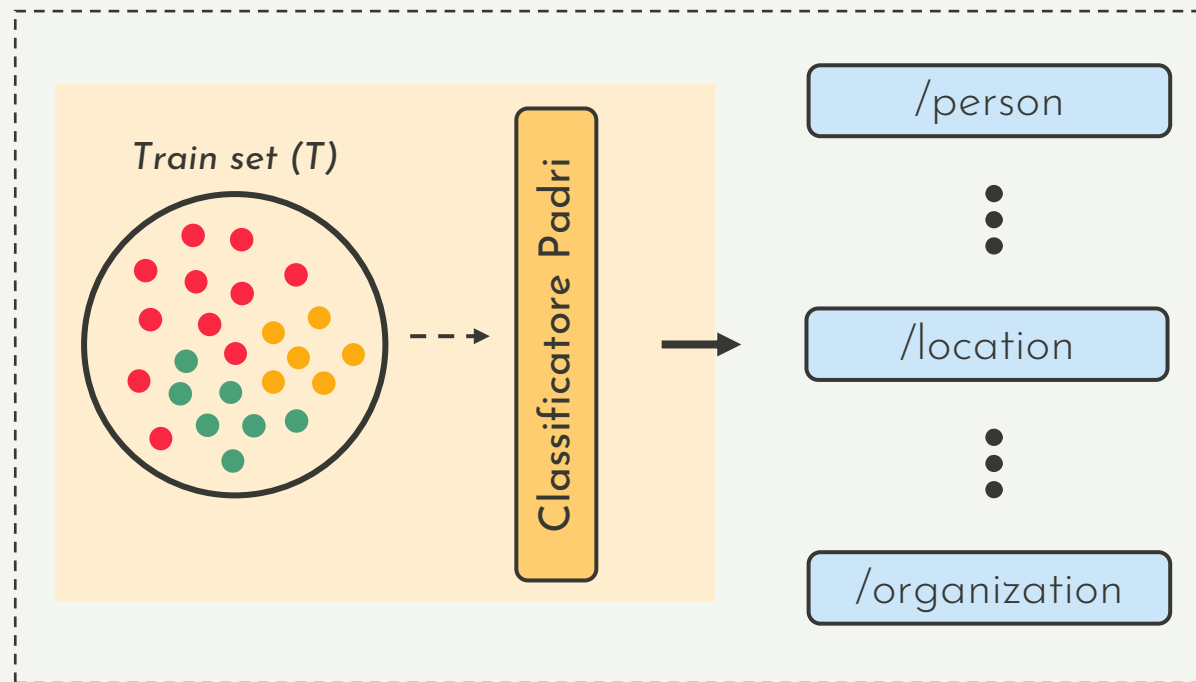 Train set (T)
Classificatore Padri
/person
/location
/organization